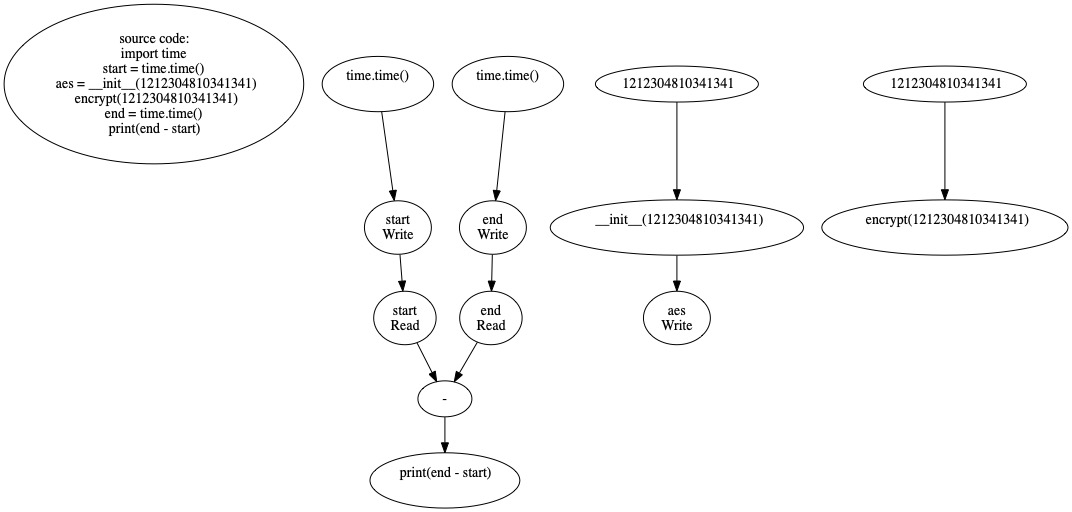 source code:
import time
start = time.time()
aes = __init__(1212304810341341)
encrypt(1212304810341341)
end = time.time()
print(end - start)
time.time()
time.time()
1212304810341341
1212304810341341
start
Write
end
Write
__init__(1212304810341341)
encrypt(1212304810341341)
start
Read
end
Read
aes
Write
-
print(end - start)